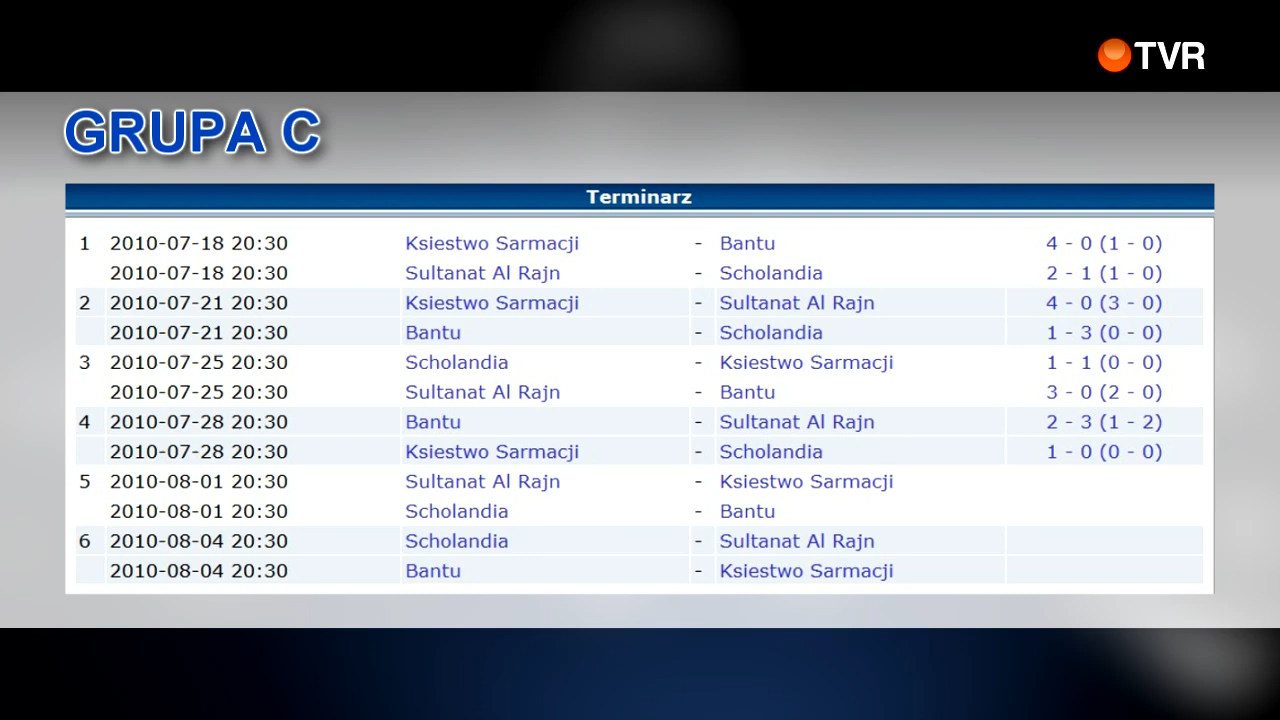 TVR
GRUPA C
Terminarz
1 2010-07-18 20:30 Ksiestwo Sarmacji - Bantu 4 - 0 (1 - 0)
2010-07-18 20:30 Sultanat Al Rajn - Scholandia 2 - 1 (1 - 0)
2 2010-07-21 20:30 Ksiestwo Sarmacji - Sultanat Al Rajn 4 - 0 (3 - 0)
2010-07-21 20:30 Bantu - Scholandia 1 - 3 (0 - 0)
3 2010-07-25 20:30 Scholandia - Ksiestwo Sarmacji 1 - 1 (0 - 0)
2010-07-25 20:30 Sultanat Al Rajn - Bantu 3 - 0 (2 - 0)
4 2010-07-28 20:30 Bantu - Sultanat Al Rajn 2 - 3 (1 - 2)
2010-07-28 20:30 Ksiestwo Sarmacji - Scholandia 1 - 0 (0 - 0)
5 2010-08-01 20:30 Sultanat Al Rajn - Ksiestwo Sarmacji
2010-08-01 20:30 Scholandia - Bantu
6 2010-08-04 20:30 Scholandia - Sultanat Al Rajn
2010-08-04 20:30 Bantu - Ksiestwo Sarmacji